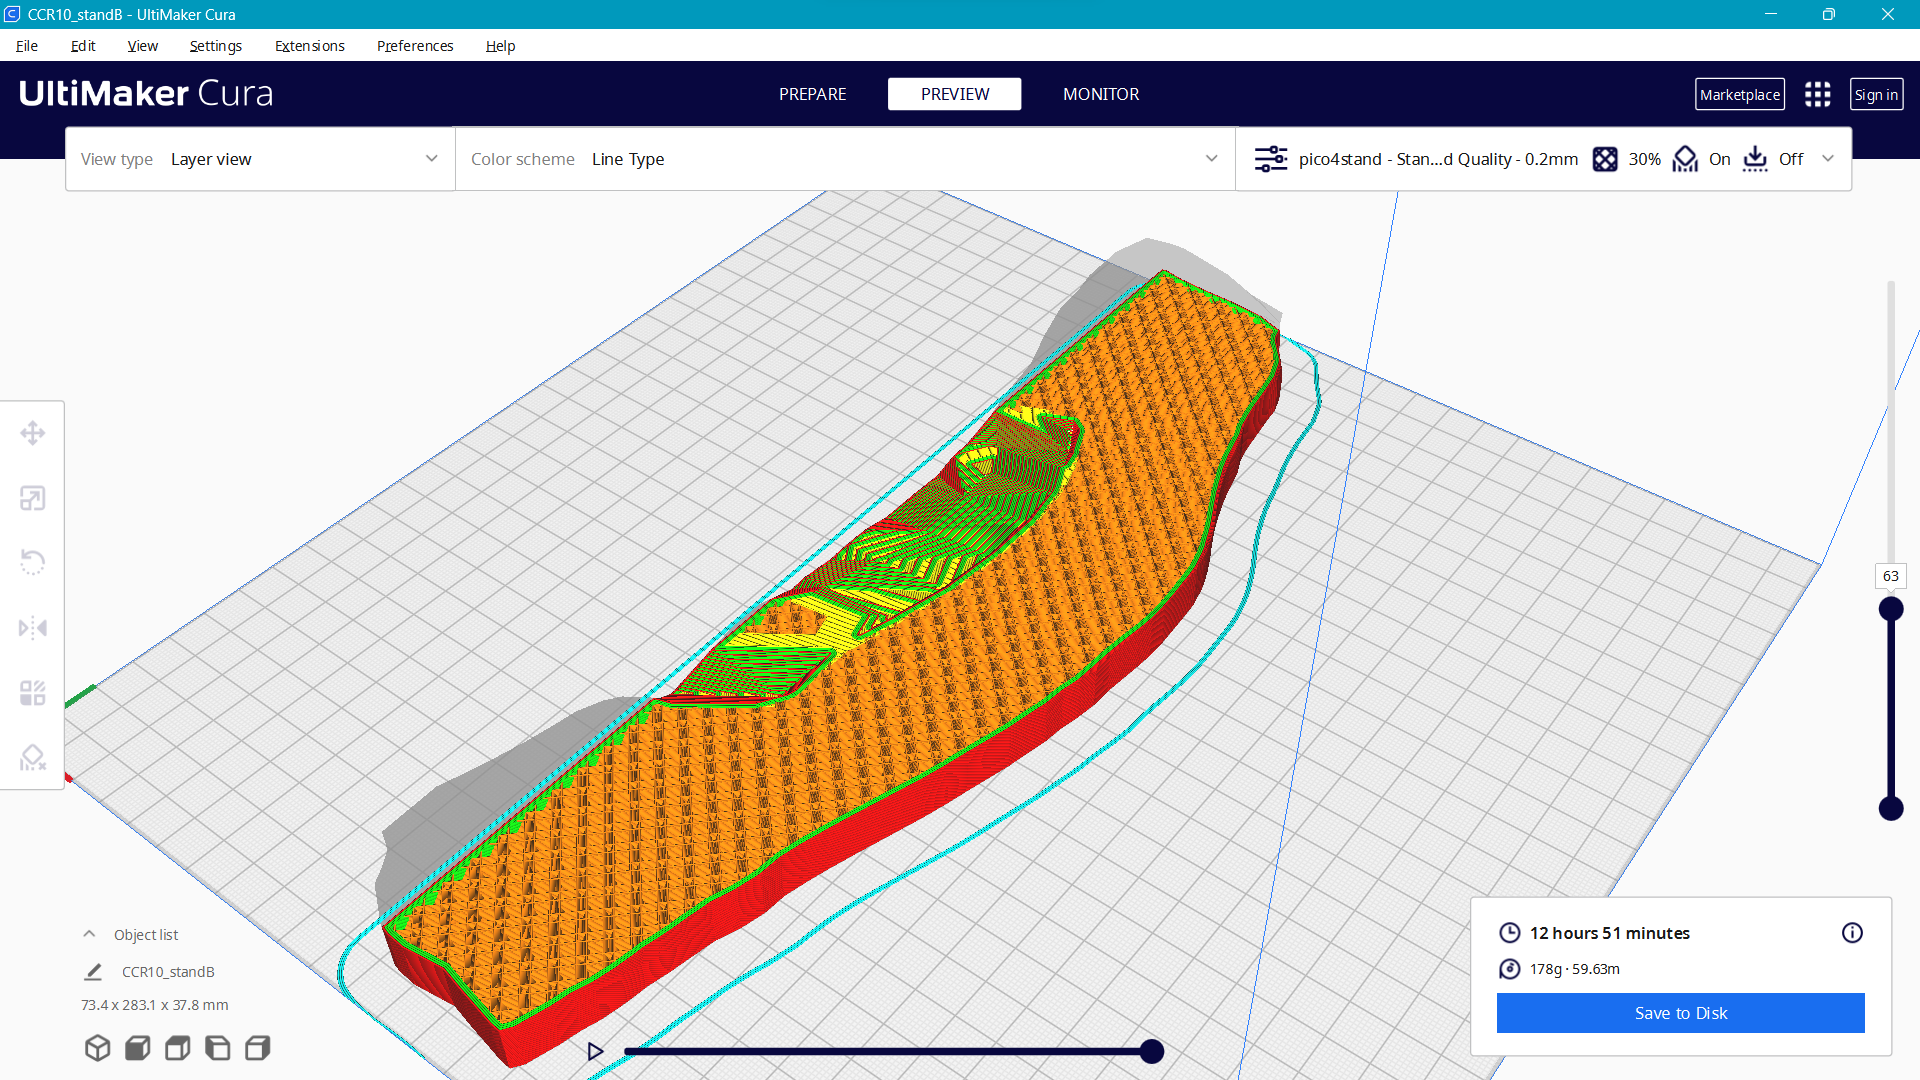 CCR10_standB - UltiMaker Cura
File Edit View Settings Extensions Preferences Help
UltiMaker Cura
PREPARE PREVIEW MONITOR
Marketplace Sign in
View type Layer view
Color scheme Line Type
pico4stand - Stan...d Quality - 0.2mm 30% On Off
63
Object list
CCR10_standB
73.4 x 283.1 x 37.8 mm
12 hours 51 minutes
178g · 59.63m
Save to Disk